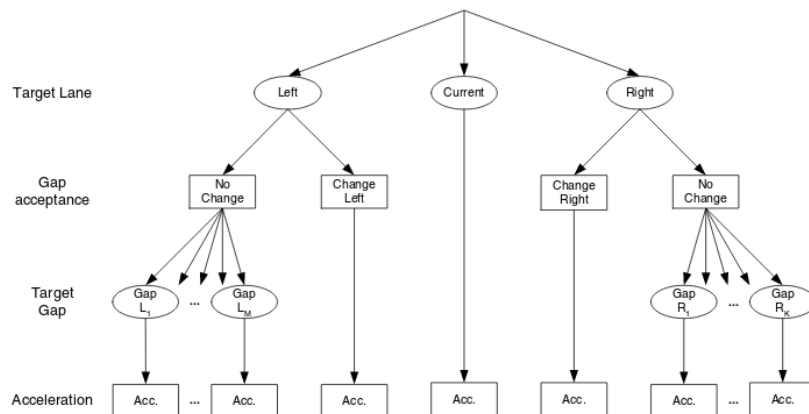 Target Lane
Left
Current
Right
Gap
acceptance
No
Change
Change
Left
Change
Right
No
Change
Target
Gap
Gap
L1
...
Gap
LM
Gap
R1
...
Gap
RK
Acceleration
Acc.
...
Acc.
Acc.
Acc.
Acc.
Acc.
...
Acc.